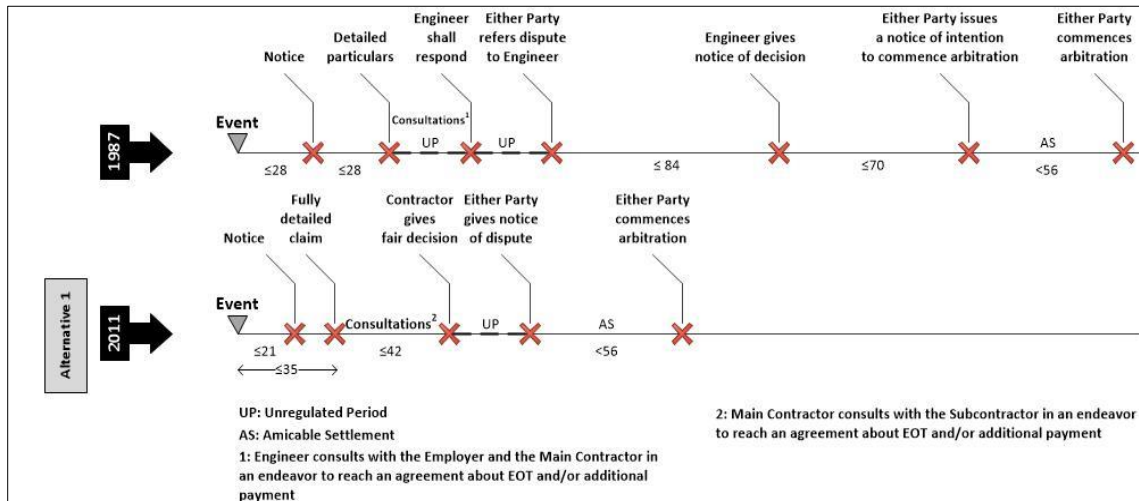 Notice
Detailed
particulars
Engineer
shall
respond
Either Party
refers dispute
to Engineer
Engineer gives
notice of decision
Either Party issues
a notice of intention
to commence arbitration
Either Party
commences
arbitration
1987
Event
Consultations1
UP
UP
AS
≤28
≤28
≤ 84
≤70
<56
Notice
Fully
detailed
claim
Contractor
gives
fair decision
Either Party
gives notice
of dispute
Either Party
commences
arbitration
Alternative 1
2011
Event
Consultations2
UP
AS
≤21
≤42
<56
≤35
UP: Unregulated Period
AS: Amicable Settlement
1: Engineer consults with the Employer and the Main Contractor in
an endeavor to reach an agreement about EOT and/or additional
payment
2: Main Contractor consults with the Subcontractor in an endeavor
to reach an agreement about EOT and/or additional payment